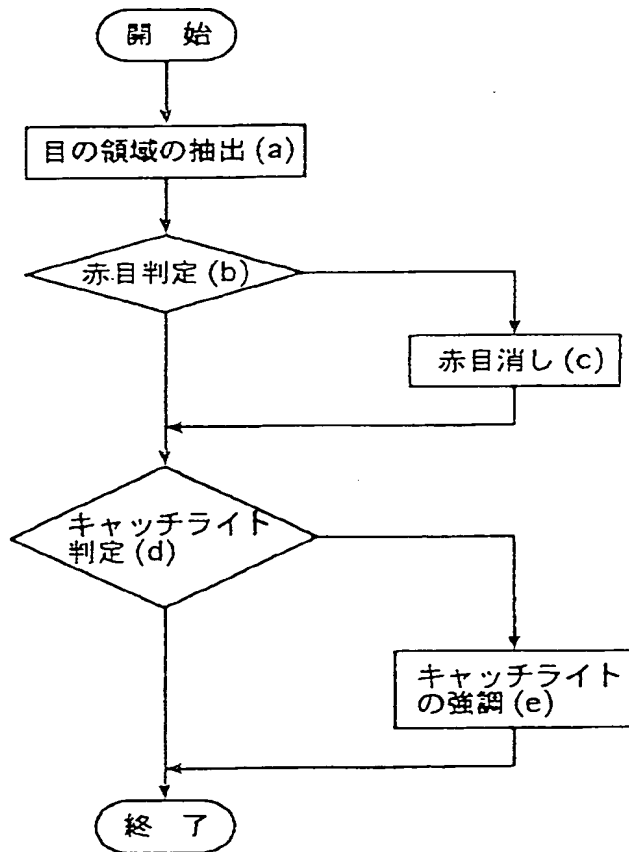 開 始
目の領域の抽出 (a)
赤目判定 (b)
赤目消し (c)
キャッチライト
判定 (d)
キャッチライト
の強調 (e)
終 了